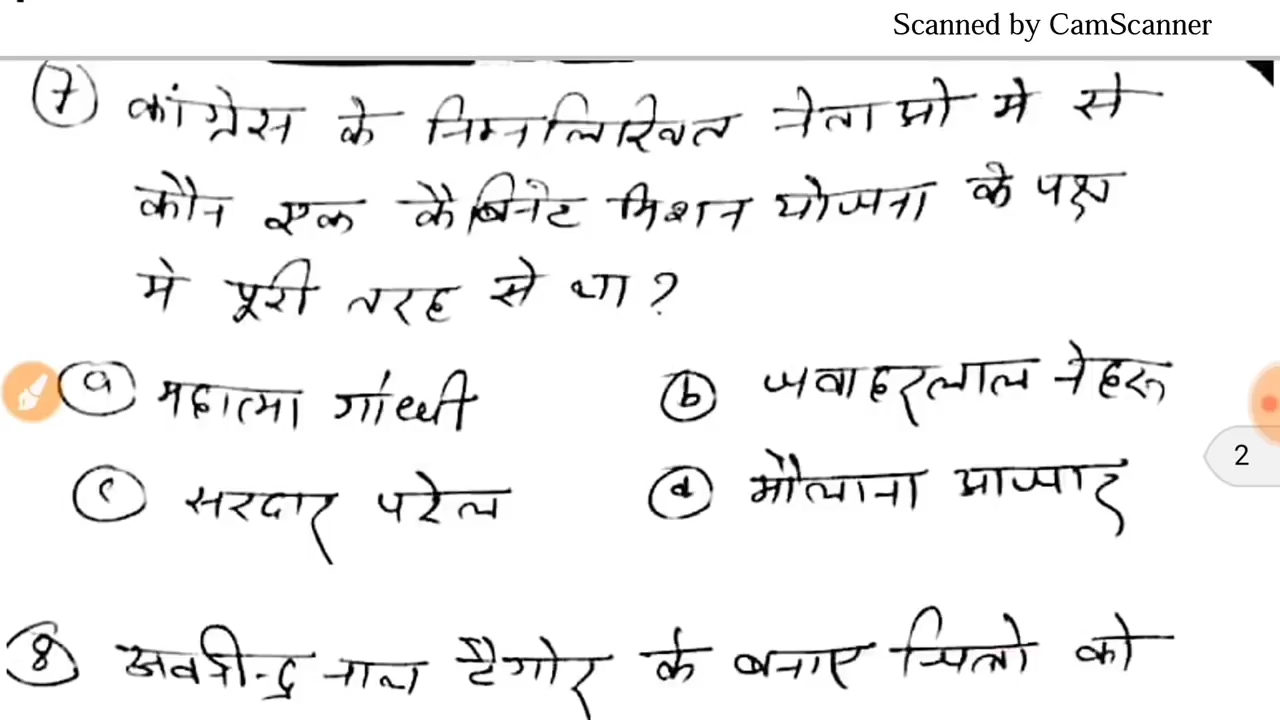 Scanned by CamScanner
7 कांग्रेस के निम्नलिखित नेताओ मे से
कौन एक कैबिनेट मिशन योजना के पक्ष
मे पूरी तरह से था ?
a महात्मा गांधी b जवाहरलाल नेहरू
c सरदार पटेल d मौलाना आजाद
2
8 अवनीन्द्र नाथ टैगोर के बनाए चित्रो को